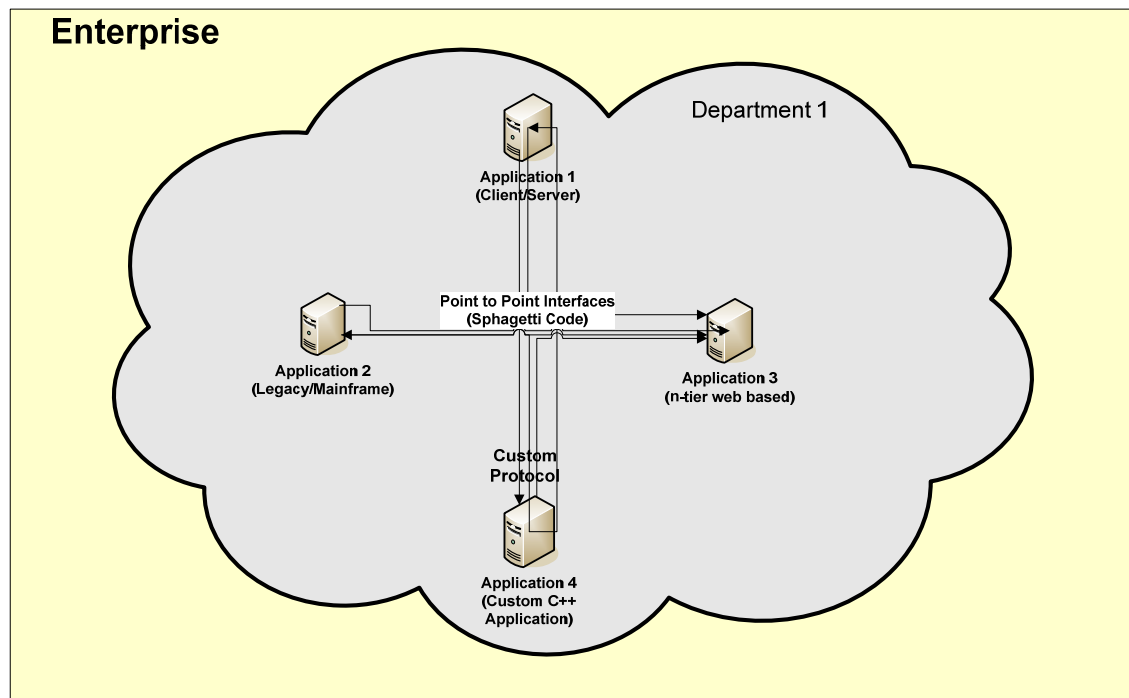 Enterprise
Department 1
Application 1
(Client/Server)
Point to Point Interfaces
(Sphagetti Code)
Application 2
(Legacy/Mainframe)
Application 3
(n-tier web based)
Custom
Protocol
Application 4
(Custom C++
Application)